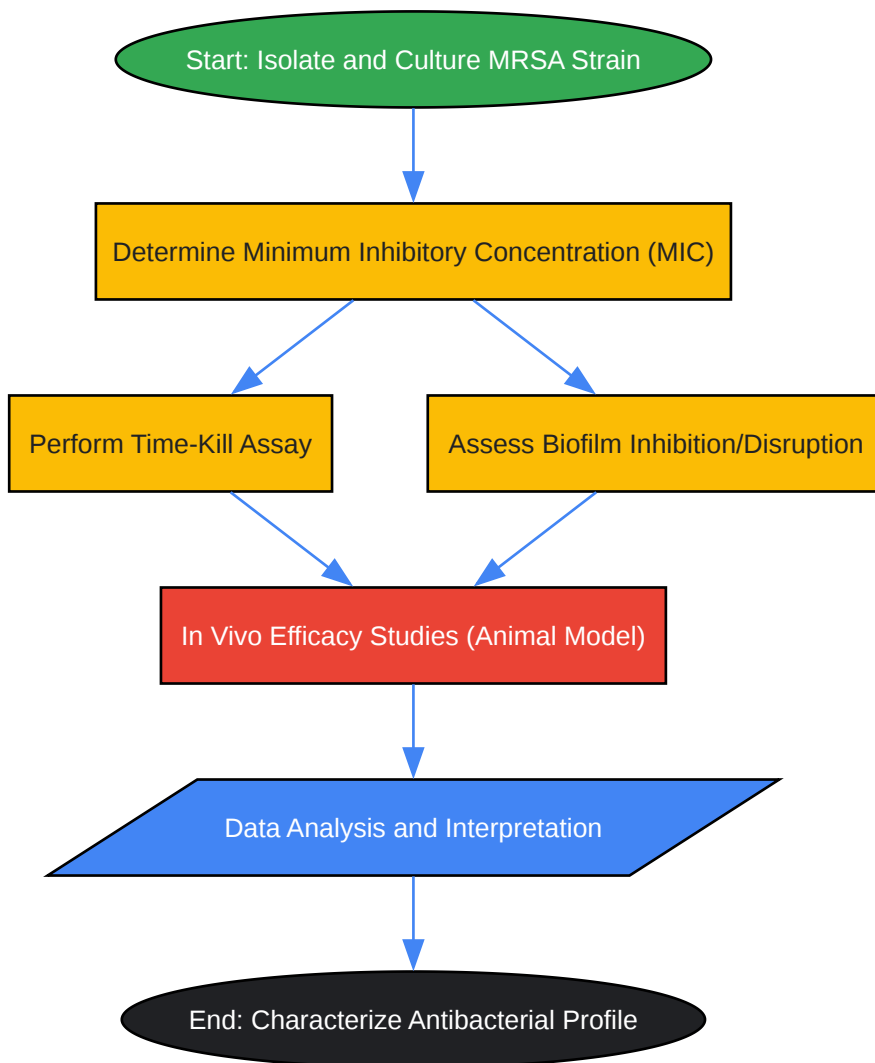 Start: Isolate and Culture MRSA Strain
Determine Minimum Inhibitory Concentration (MIC)
Perform Time-Kill Assay
Assess Biofilm Inhibition/Disruption
In Vivo Efficacy Studies (Animal Model)
Data Analysis and Interpretation
End: Characterize Antibacterial Profile